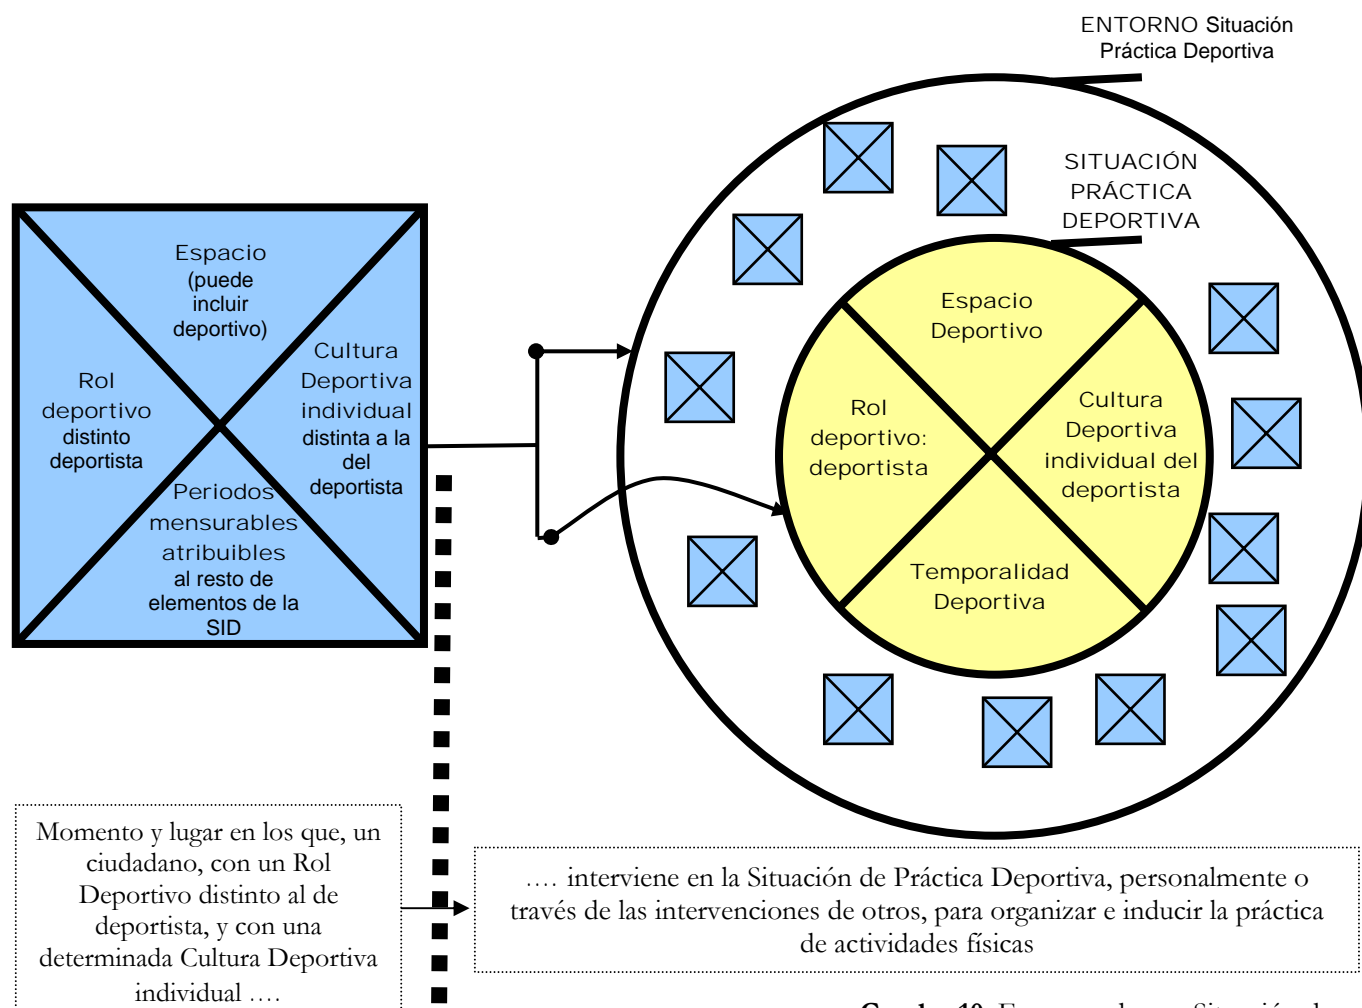 ENTORNO Situación
Práctica Deportiva
SITUACIÓN
PRÁCTICA
DEPORTIVA
Espacio
(puede
incluir
deportivo)
Rol
deportivo
distinto
deportista
Cultura
Deportiva
individual
distinta a la
del
deportista
Periodos
mensurables
atribuibles
al resto de
elementos de la
SID
Espacio
Deportivo
Rol
deportivo:
deportista
Cultura
Deportiva
individual del
deportista
Temporalidad
Deportiva
Momento y lugar en los que, un
ciudadano, con un Rol
Deportivo distinto al de
deportista, y con una
determinada Cultura Deportiva
individual ….
…. interviene en la Situación de Práctica Deportiva, personalmente o
través de las intervenciones de otros, para organizar e inducir la práctica
de actividades físicas